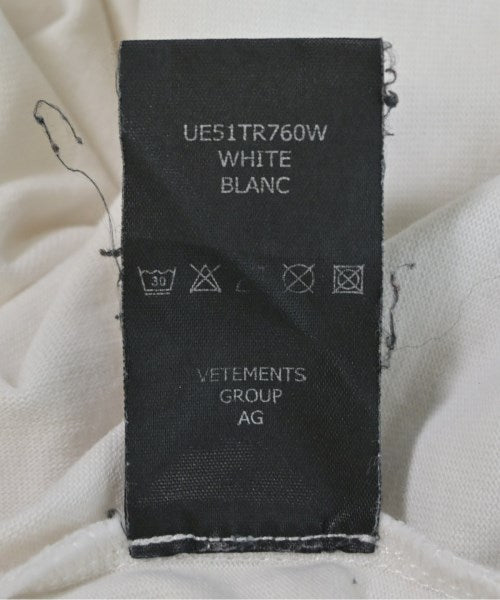 UE51TR760W
WHITE
BLANC
30
VETEMENTS
GROUP
AG